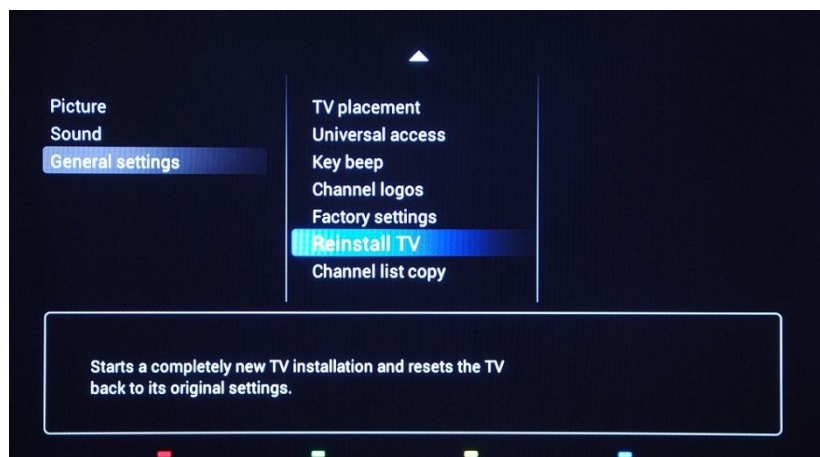 Picture
Sound
General settings
TV placement
Universal access
Key beep
Channel logos
Factory settings
Reinstall TV
Channel list copy
Starts a completely new TV installation and resets the TV
back to its original settings.